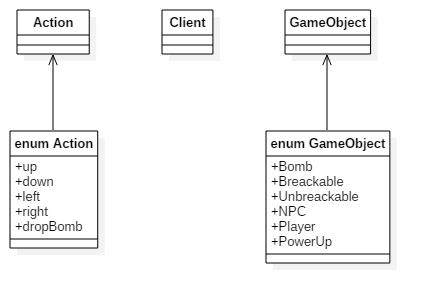 Action
Client
GameObject
enum Action
+up
+down
+left
+right
+dropBomb
enum GameObject
+Bomb
+Breackable
+Unbreackable
+NPC
+Player
+PowerUp